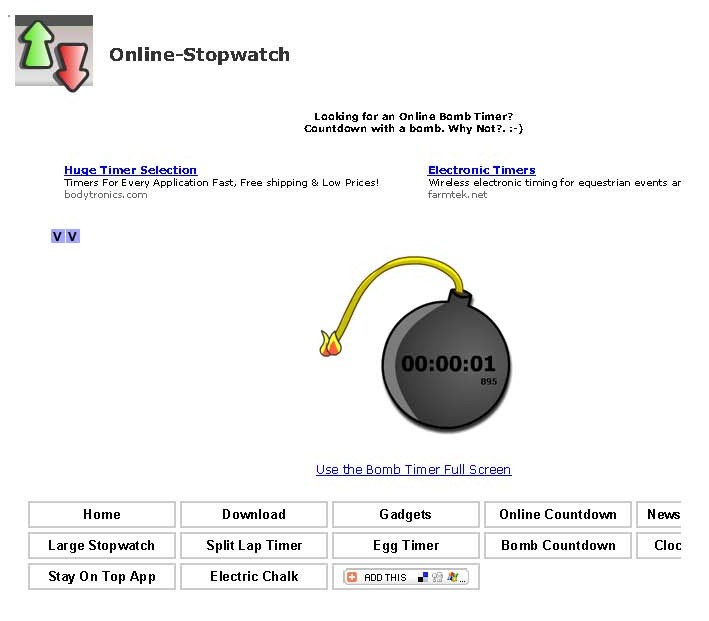 Online-Stopwatch
Looking for an Online Bomb Timer?
Countdown with a bomb. Why Not?. :-)
Huge Timer Selection
Timers For Every Application Fast, Free shipping & Low Prices!
bodytronics.com
Electronic Timers
Wireless electronic timing for equestrian events ar
farmtek.net
V V
00:00:01
895
Use the Bomb Timer Full Screen
Home Download Gadgets Online Countdown News
Large Stopwatch Split Lap Timer Egg Timer Bomb Countdown Cloc
Stay On Top App Electric Chalk ADD THIS ...